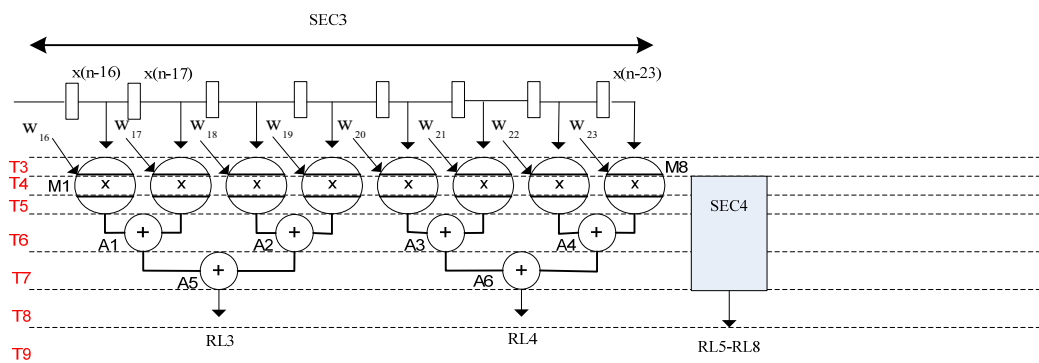 SEC3
x(n-16) x(n-17) x(n-23)
W16 W17 W18 W19 W20 W21 W22 W23
T3
M8
T4 M1 x x x x x x x x
T5 SEC4
T6 A1 + A2 + A3 + A4 +
T7 A5 + A6 +
T8
RL3 RL4 RL5-RL8
T9